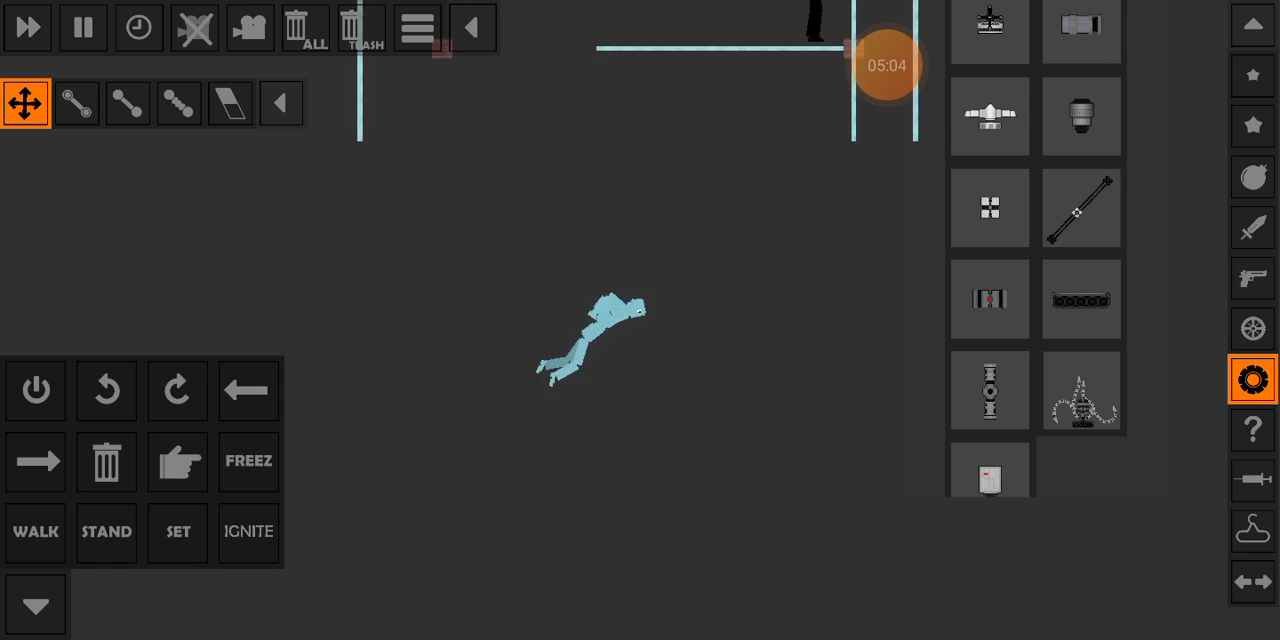 ALL
TRASH
05:04
FREEZ
WALK
STAND
SET
IGNITE
?